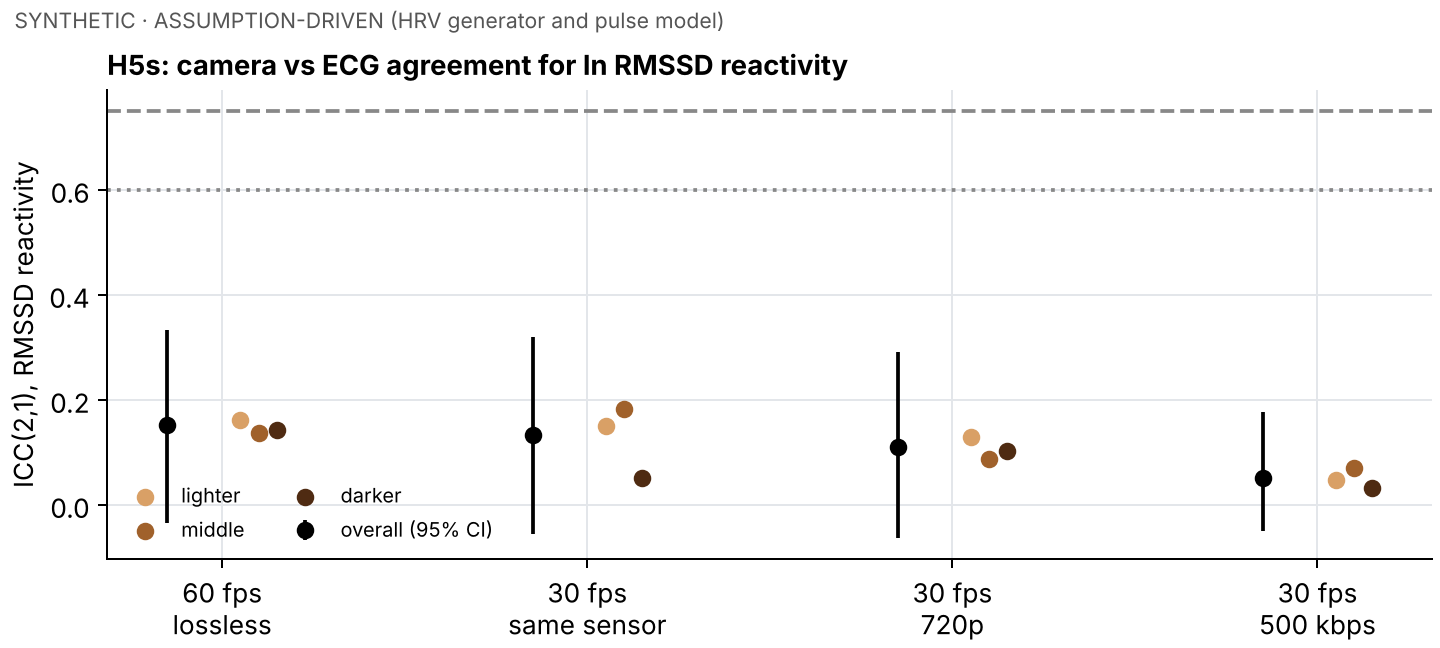 SYNTHETIC · ASSUMPTION-DRIVEN (HRV generator and pulse model)
H5s: camera vs ECG agreement for ln RMSSD reactivity
ICC(2,1), RMSSD reactivity
0.6
0.4
0.2
0.0
lighter
middle
darker
overall (95% CI)
60 fps
lossless
30 fps
same sensor
30 fps
720p
30 fps
500 kbps